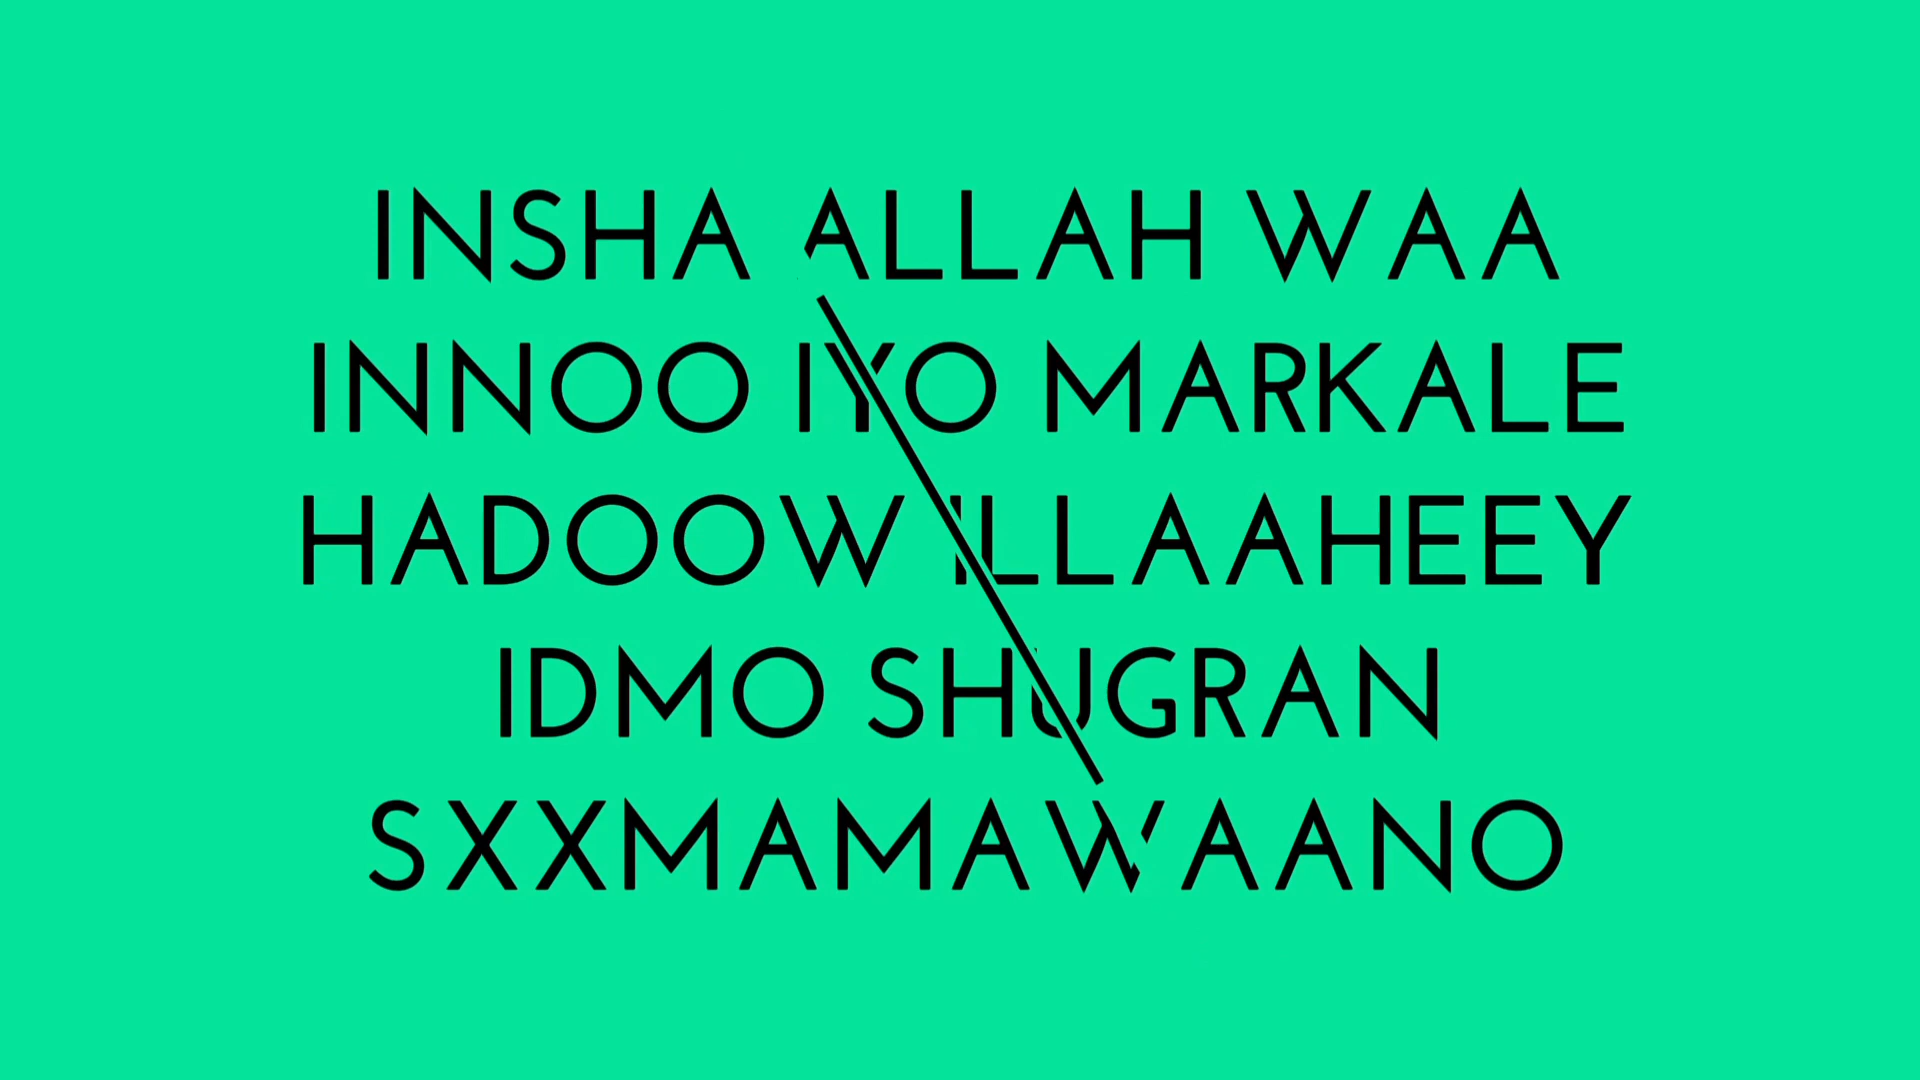 INSHA ALLAH WAA
INNOO IYO MARKALE
HADOOW ILLAAHEEY
IDMO SHUGRAN
SXXMAMAWAANO